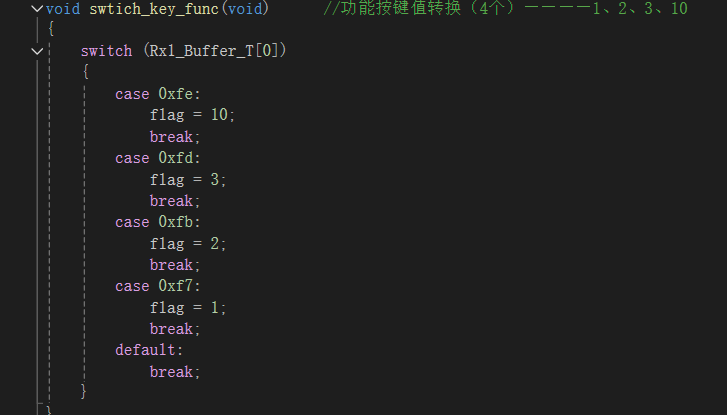 void swtich_key_func(void)      //功能按键值转换（4个）－－－－1、2、3、10
{
    switch (Rx1_Buffer_T[0])
    {
        case 0xfe:
            flag = 10;
            break;
        case 0xfd:
            flag = 3;
            break;
        case 0xfb:
            flag = 2;
            break;
        case 0xf7:
            flag = 1;
            break;
        default:
            break;
    }
}